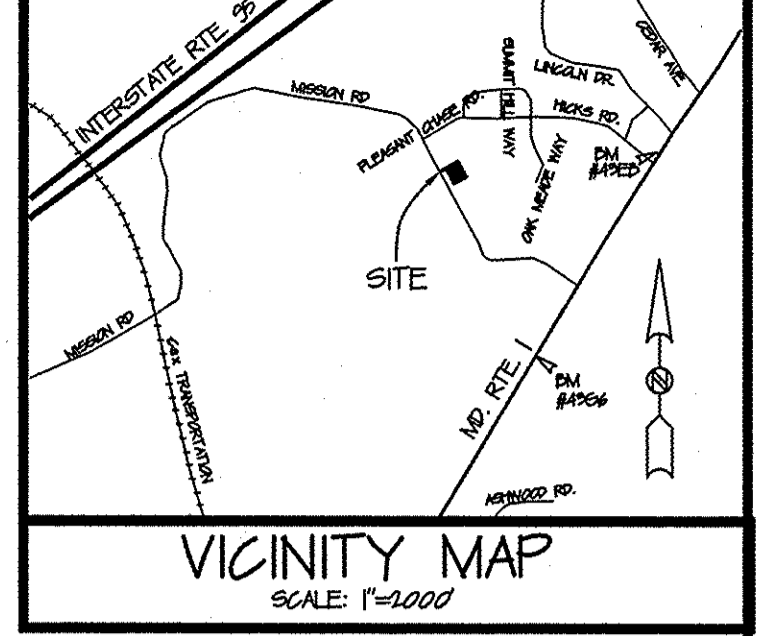 INTERSTATE RTE 95
MISSION RD
PLEASANT CHASE RD.
SUMMIT HILL WAY
LINCOLN DR.
CEDAR AVE
HICKS RD.
BM
#43E3
OAK MEADE WAY
SITE
MISSION RD
CSX TRANSPORTATION
MD. RTE. 1
BM
#43G6
N
ASHWOOD RD.
VICINITY MAP
SCALE: 1"=2000'